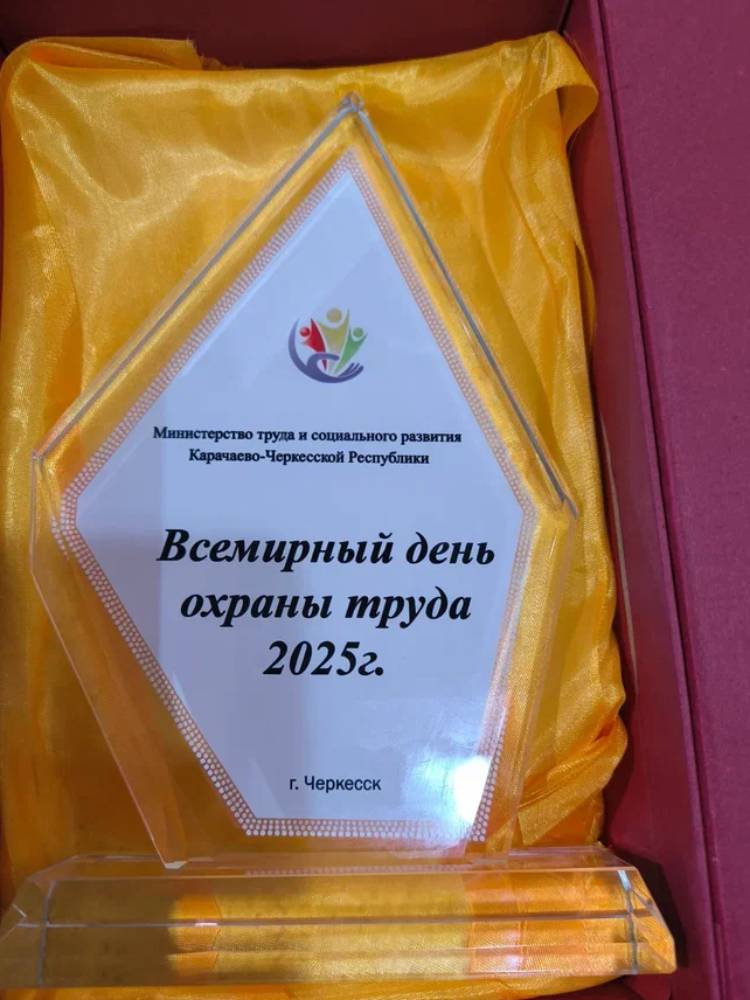 Министерство труда и социального развития
Карачаево-Черкесской Республики
Всемирный день
охраны труда
2025г.
г. Черкесск